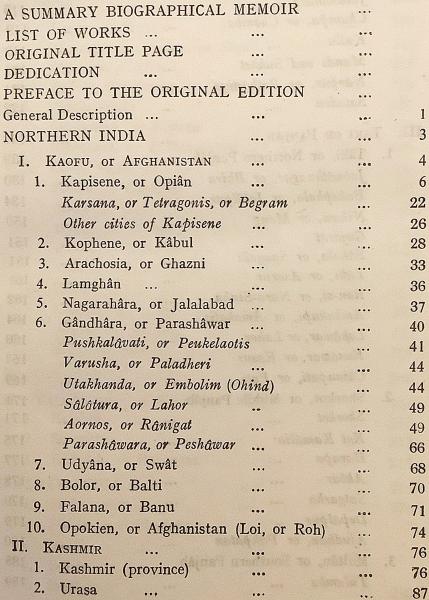 A SUMMARY BIOGRAPHICAL MEMOIR ...
LIST OF WORKS ... ... ...
ORIGINAL TITLE PAGE ... ...
DEDICATION ... ... ...
PREFACE TO THE ORIGINAL EDITION ...
General Description ... ... ... 1
NORTHERN INDIA ... ... 3
I. KAOFU, or AFGHANISTAN ... 4
1. Kapisene, or Opiân ... ... 6
Karsana, or Tetragonis, or Begram ... 22
Other cities of Kapisene ... ... 26
2. Kophene, or Kâbul ... ... 28
3. Arachosia, or Ghazni ... ... 33
4. Lamghân ... ... ... 36
5. Nagarahâra, or Jalalabad ... ... 37
6. Gândhâra, or Parashâwar ... ... 40
Pushkalâvati, or Peukelaotis ... 41
Varusha, or Paladheri ... ... 44
Utakhanda, or Embolim (Ohind) ... 44
Sâlâtura, or Lahor .. ... 49
Aornos, or Rânigat ... ... 49
Parashâwara, or Peshâwar ... ... 66
7. Udyâna, or Swât ... ... 68
8. Bolor, or Balti ... ... 70
9. Falana, or Banu ... ... 71
10. Opokien, or Afghanistan (Loi, or Roh) ... 74
II. KASHMIR ... ... ... 76
1. Kashmir (province) ... ... 76
2. Urasa ... ... ... 87